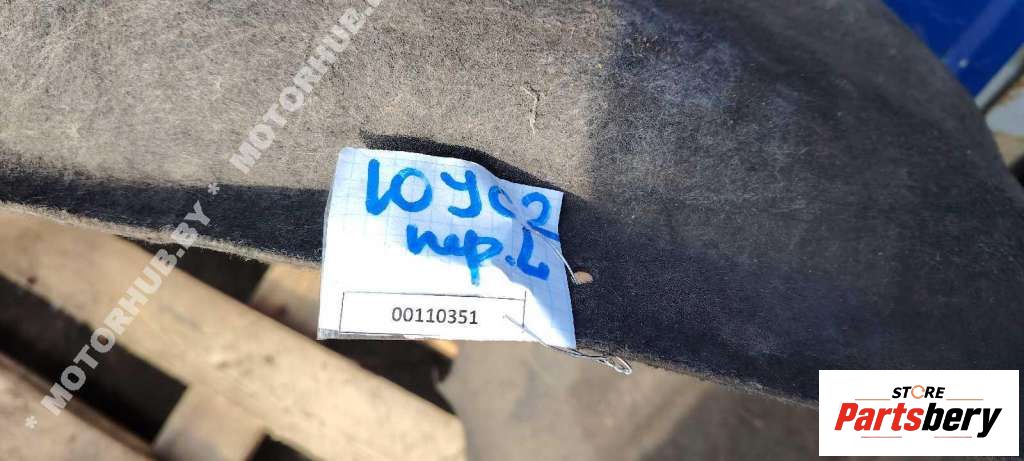 * MOTORHUB.BY * MOTORHUB.BY
ЮУС2
пер. L
00110351
STORE
Partsbery